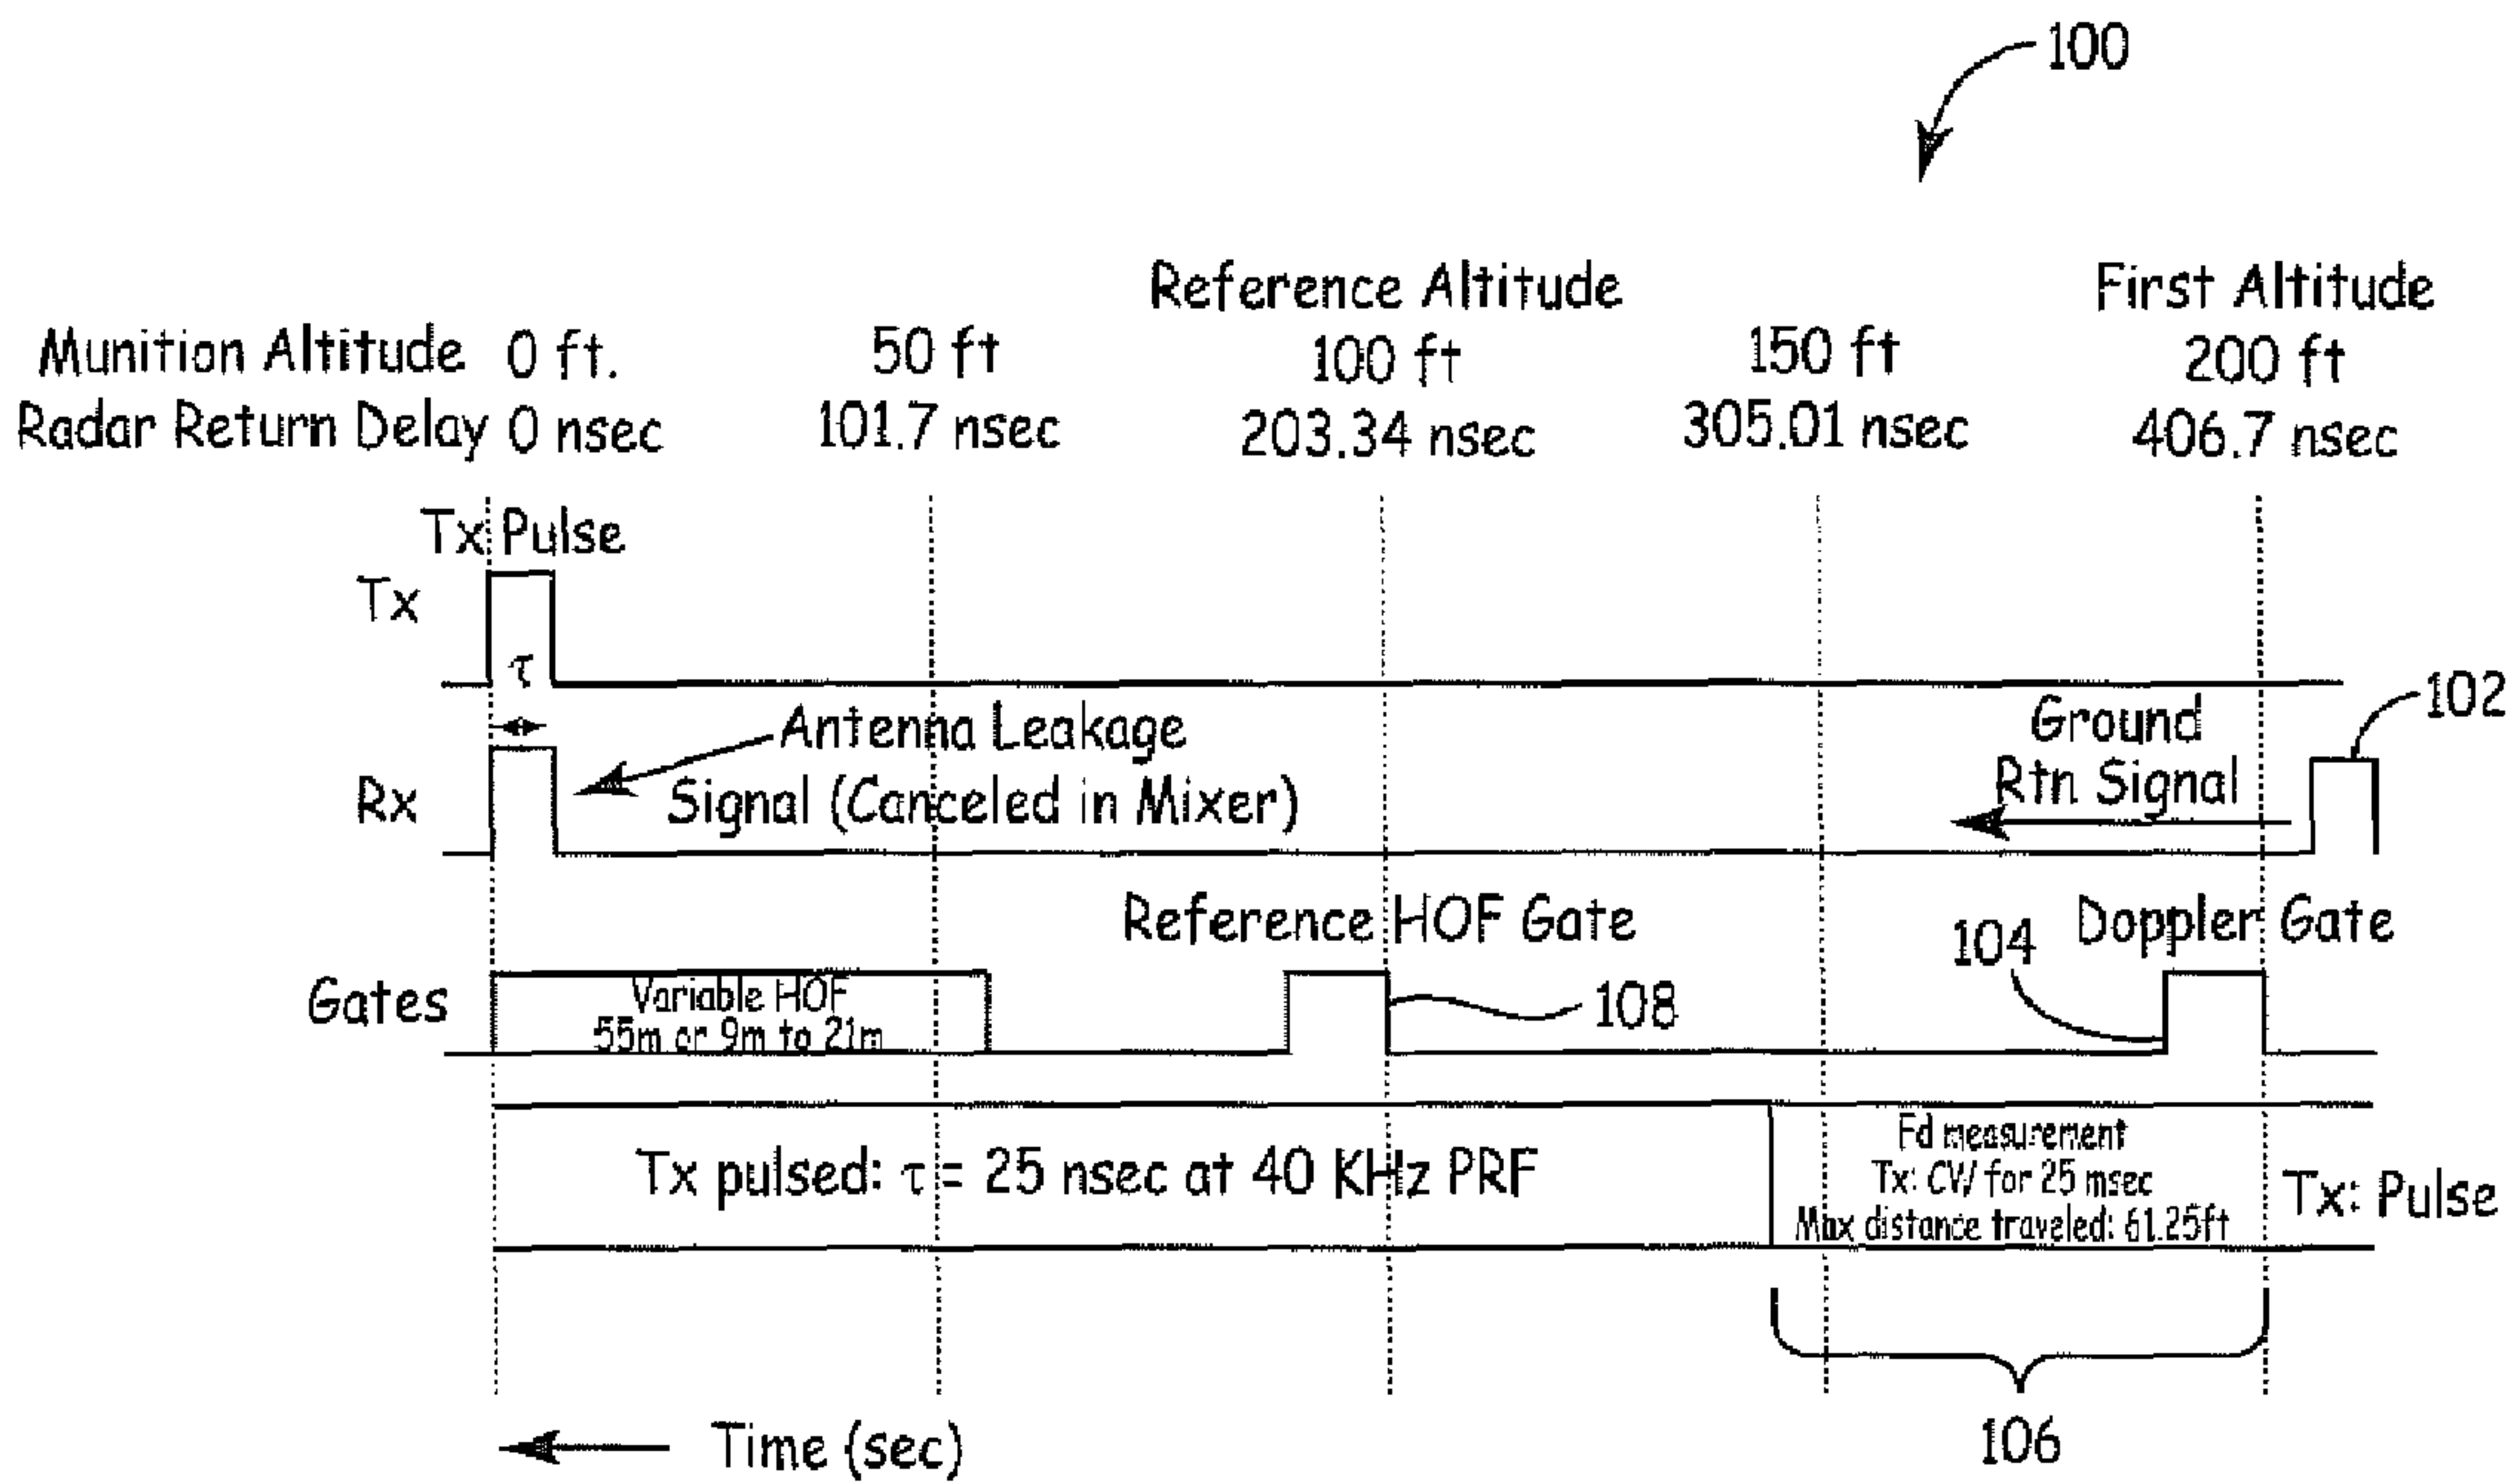 100
Reference Altitude
First Altitude
Munition Altitude 0 ft. 50 ft 100 ft 150 ft 200 ft
Radar Return Delay 0 nsec 101.7 nsec 203.34 nsec 305.01 nsec 406.7 nsec
Tx Pulse
Tx
τ
102
Antenna Leakage
Signal (Canceled in Mixer)
Ground
Rtn Signal
Rx
Reference HOF Gate
104
Doppler Gate
Gates
Variable HOF
55m or 9m to 21m
108
Tx pulsed: τ = 25 nsec at 40 KHz PRF
Fd measurement
Tx: CW for 25 msec
Max distance traveled: 61.25ft
Tx: Pulse
106
Time (sec)